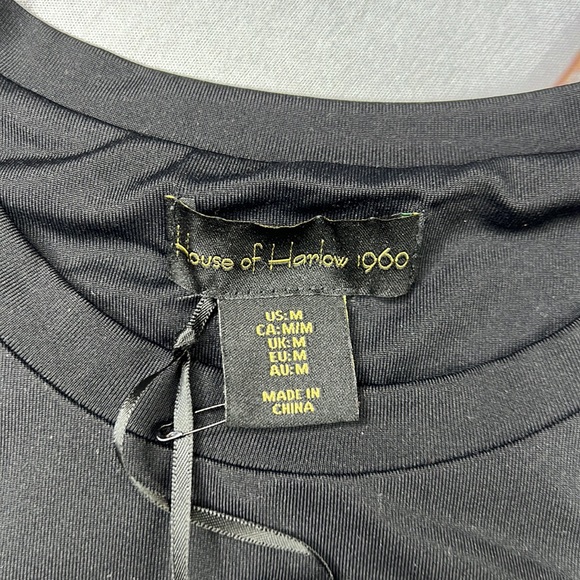 House of Harlow 1960
US:M
CA:M/M
UK:M
EU:M
AU:M
MADE IN
CHINA